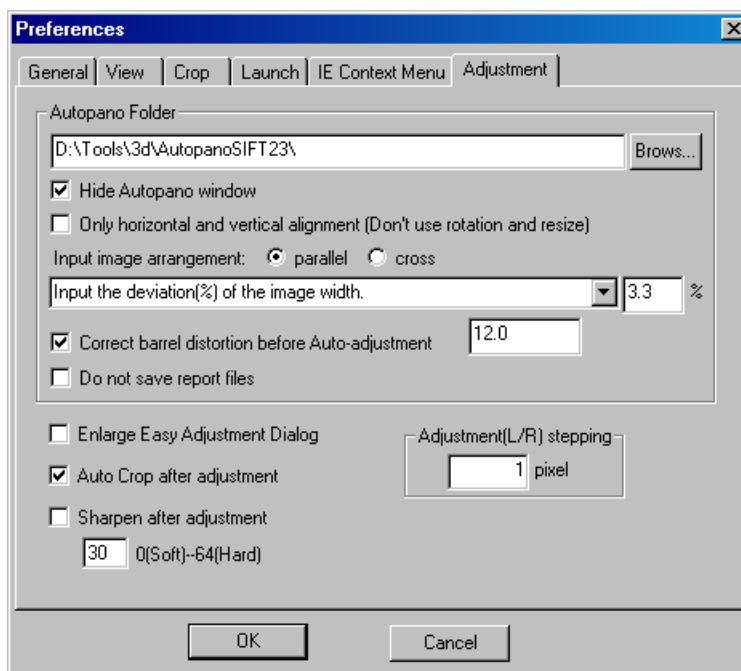 Preferences
General View Crop Launch IE Context Menu Adjustment
Autopano Folder
D:\Tools\3d\AutopanoSIFT23\ Brows...
Hide Autopano window
Only horizontal and vertical alignment (Don't use rotation and resize)
Input image arrangement: parallel cross
Input the deviation(%) of the image width. 3.3 %
Correct barrel distortion before Auto-adjustment 12.0
Do not save report files
Enlarge Easy Adjustment Dialog
Adjustment(L/R) stepping
Auto Crop after adjustment
1 pixel
Sharpen after adjustment
30 0(Soft)--64(Hard)
OK Cancel